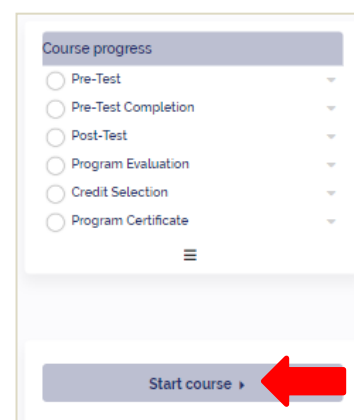 Course progress
Pre-Test
Pre-Test Completion
Post-Test
Program Evaluation
Credit Selection
Program Certificate
Start course